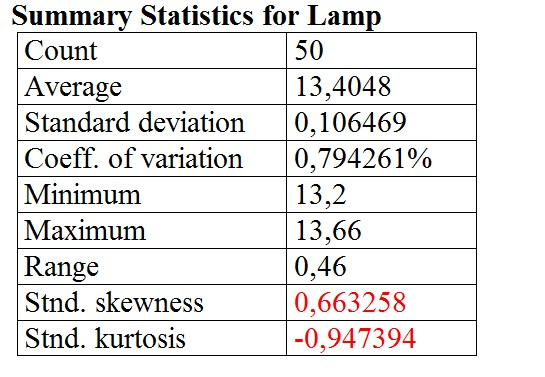 Summary Statistics for Lamp
Count 50
Average 13,4048
Standard deviation 0,106469
Coeff. of variation 0,794261%
Minimum 13,2
Maximum 13,66
Range 0,46
Stnd. skewness 0,663258
Stnd. kurtosis -0,947394